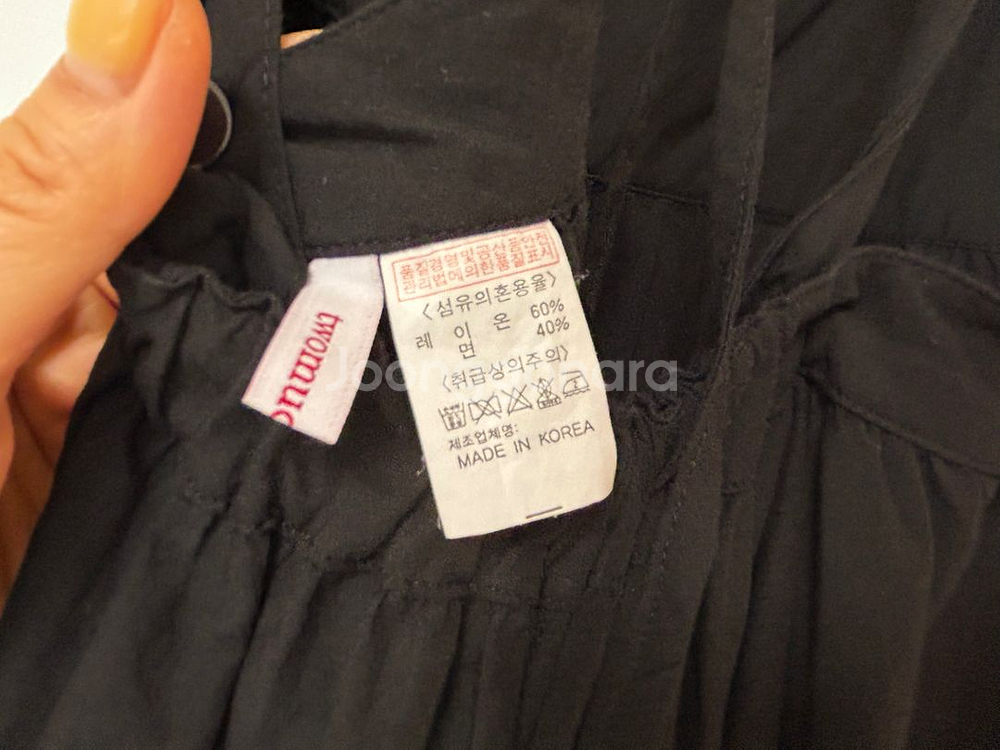 품질경영및공산품안전
관리법에의한품질표시
<섬유의혼용율>
레 이 온 60%
면 40%
<취급상의주의>
제조업체명:
MADE IN KOREA